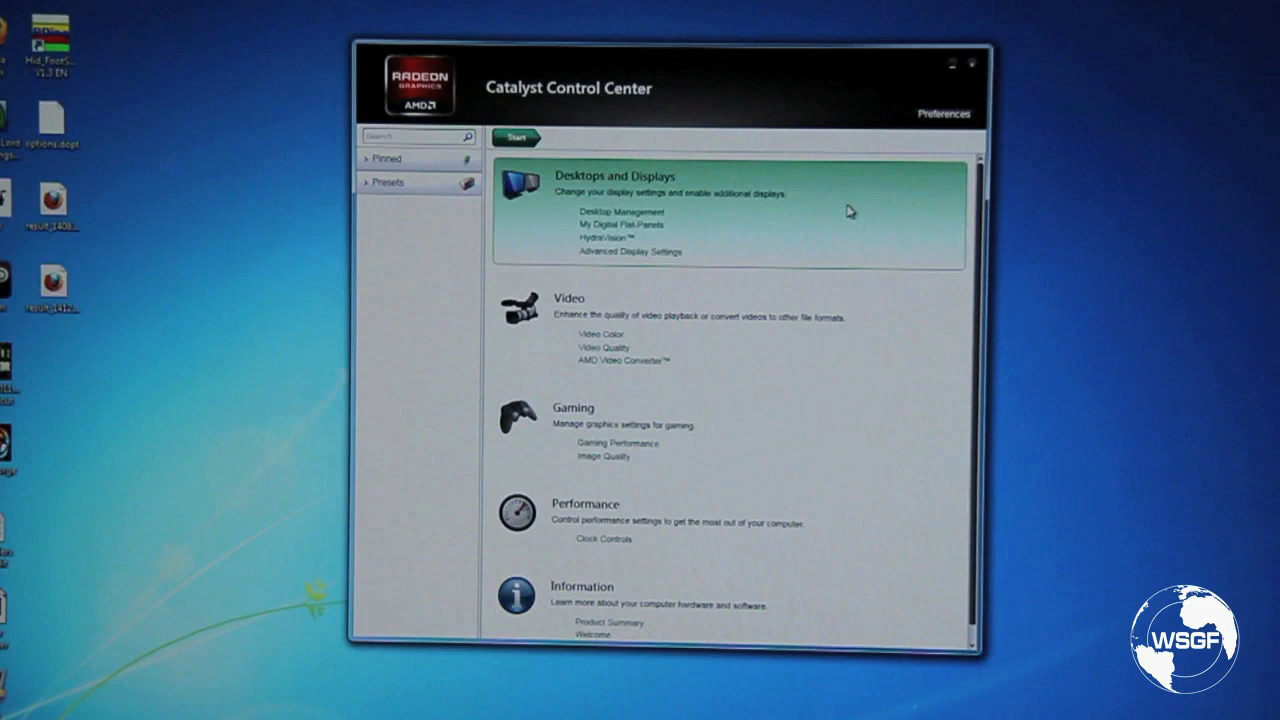 V1.3 EN
options.dopt
result_1408...
result_1412...
RADEON
GRAPHICS
AMD
Catalyst Control Center
Preferences
Search
Start
Pinned
Presets
Desktops and Displays
Change your display settings and enable additional displays.
Desktop Management
My Digital Flat-Panels
HydraVision™
Advanced Display Settings
Video
Enhance the quality of video playback or convert videos to other file formats.
Video Color
Video Quality
AMD Video Converter™
Gaming
Manage graphics settings for gaming.
Gaming Performance
Image Quality
Performance
Control performance settings to get the most out of your computer.
Clock Controls
Information
Learn more about your computer hardware and software.
Product Summary
Welcome
WSGF